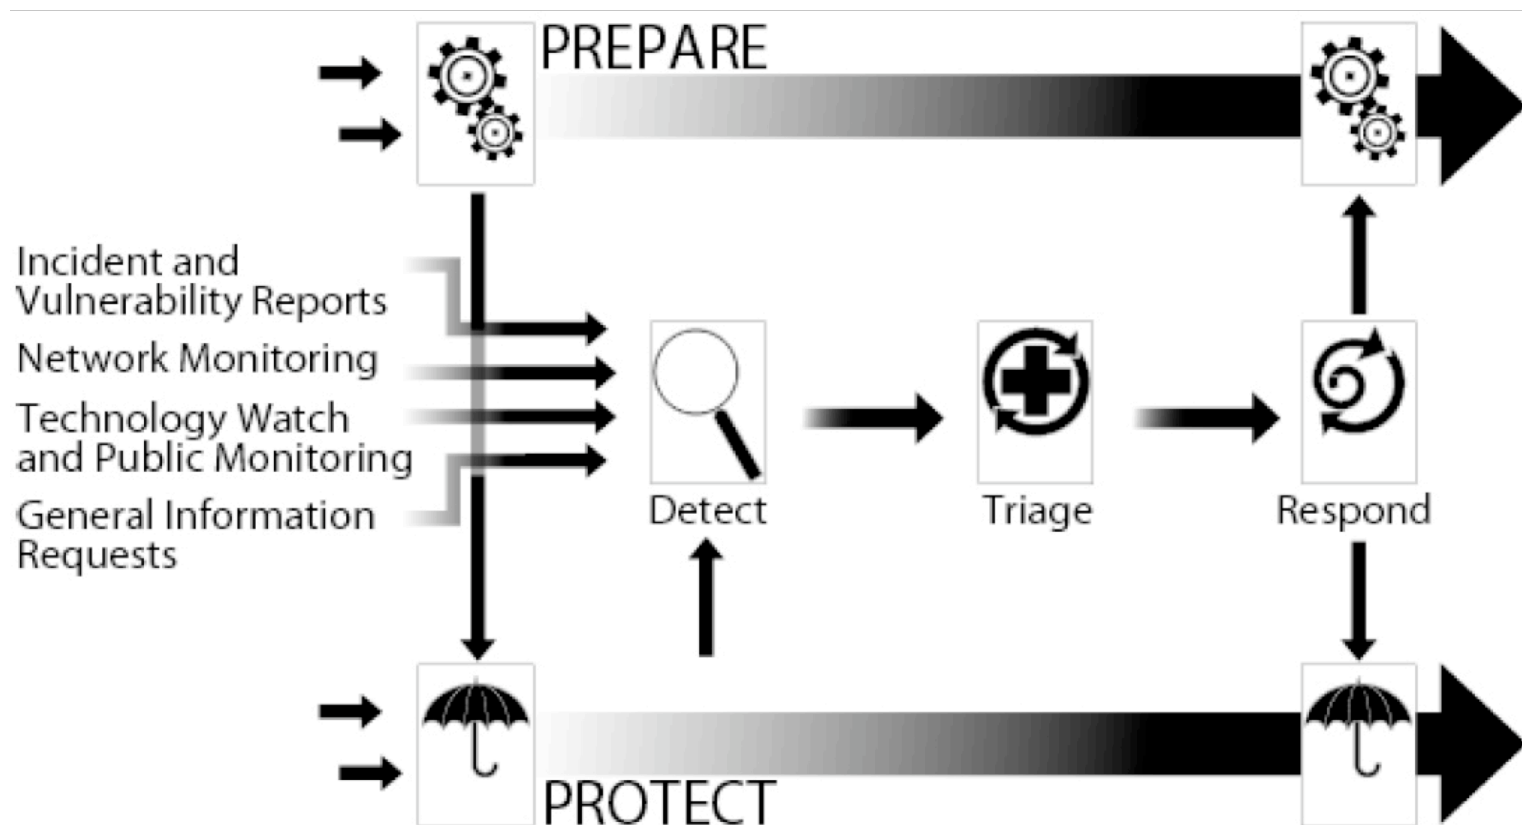 PREPARE
Incident and
Vulnerability Reports
Network Monitoring
Technology Watch
and Public Monitoring
General Information
Requests
Detect
Triage
Respond
PROTECT